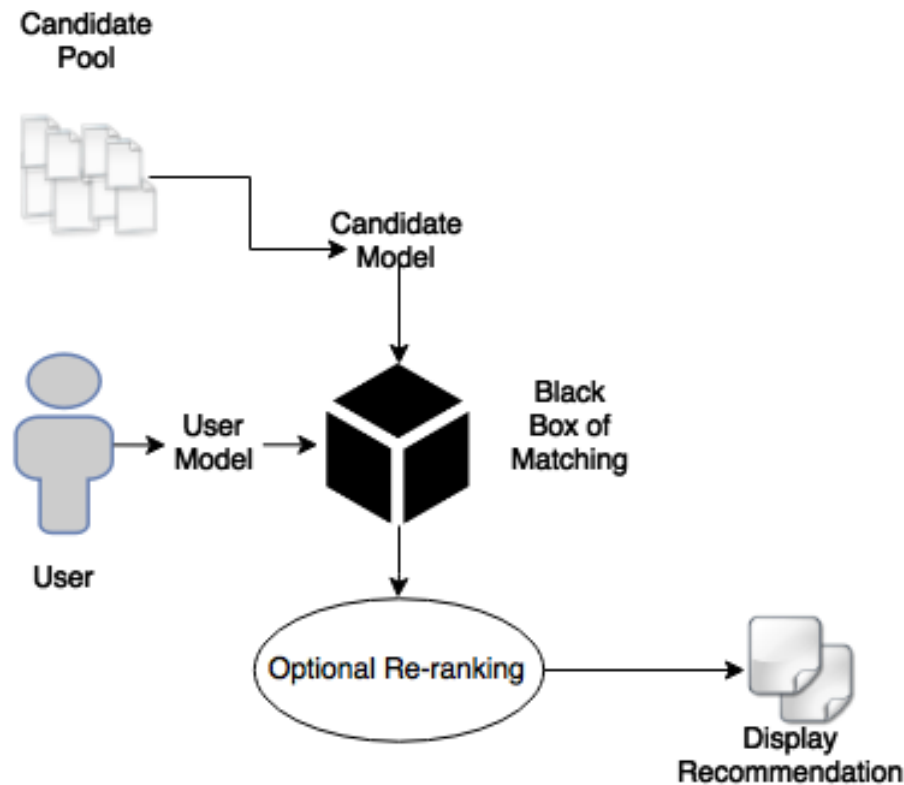 Candidate
Pool
Candidate
Model
User
Model
Black
Box of
Matching
User
Optional Re-ranking
Display
Recommendation